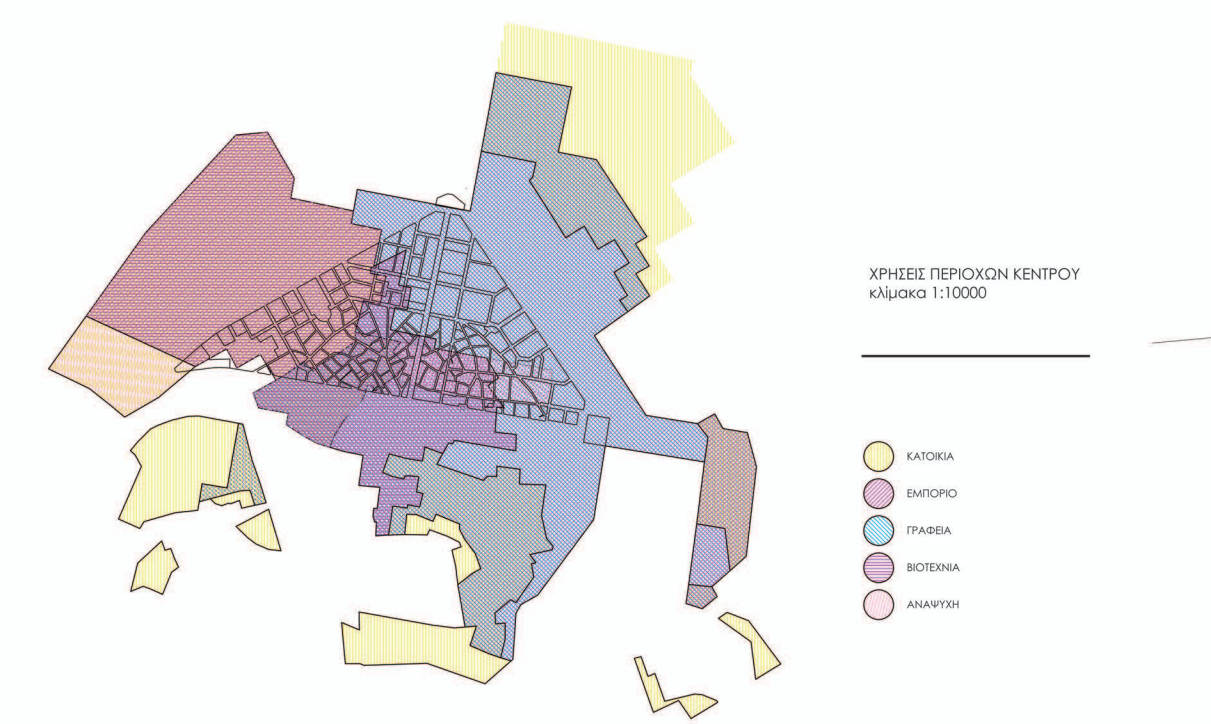 ΧΡΗΣΕΙΣ ΠΕΡΙΟΧΩΝ ΚΕΝΤΡΟΥ
κλίμακα 1:10000
ΚΑΤΟΙΚΙΑ
ΕΜΠΟΡΙΟ
ΓΡΑΦΕΙΑ
ΒΙΟΤΕΧΝΙΑ
ΑΝΑΨΥΧΗ